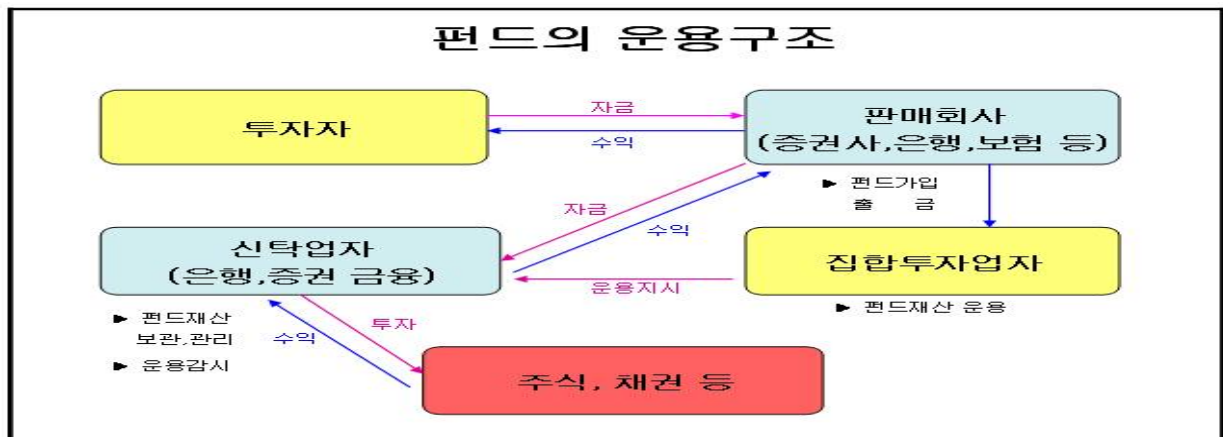 펀드의 운용구조
투자자
자금
수익
판매회사
(증권사,은행,보험 등)
▶ 펀드가입
출 금
자금
수익
신탁업자
(은행,증권 금융)
집합투자업자
운용지시
▶ 펀드재산 운용
▶ 펀드재산
보관,관리
▶ 운용감시
투자
수익
주식, 채권 등